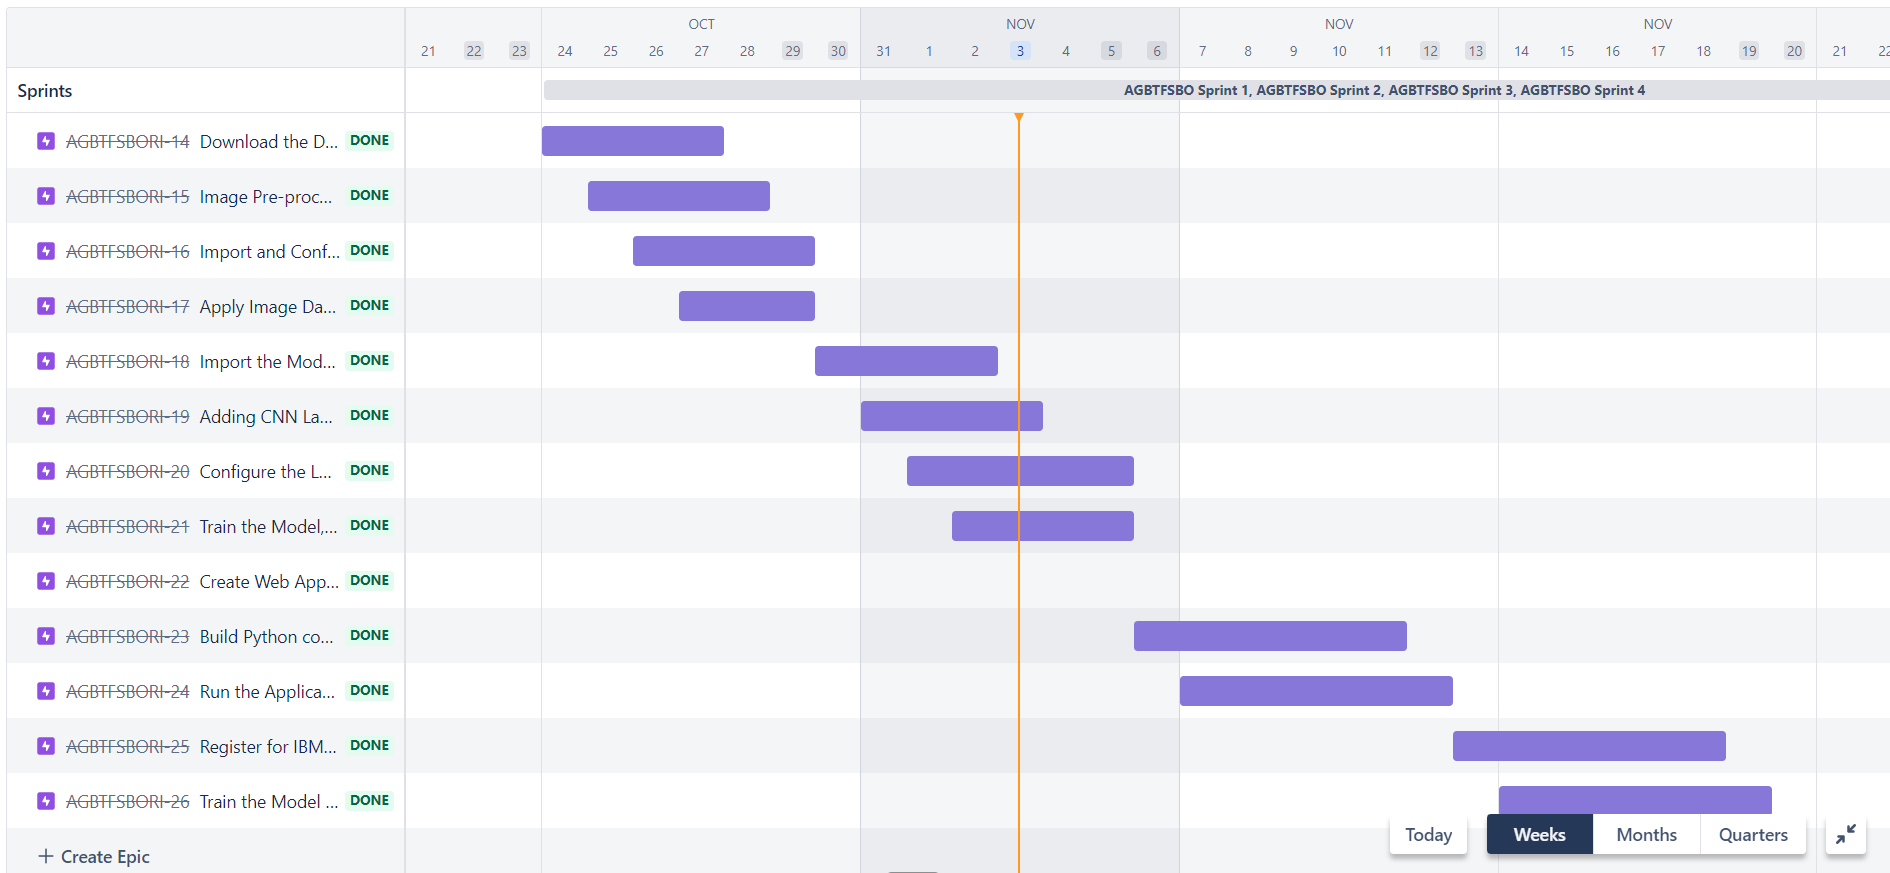 OCT NOV NOV NOV
21 22 23 24 25 26 27 28 29 30 31 1 2 3 4 5 6 7 8 9 10 11 12 13 14 15 16 17 18 19 20 21 22
Sprints AGBTFSBO Sprint 1, AGBTFSBO Sprint 2, AGBTFSBO Sprint 3, AGBTFSBO Sprint 4
AGBTFSBORI-14 Download the D... DONE
AGBTFSBORI-15 Image Pre-proc... DONE
AGBTFSBORI-16 Import and Conf... DONE
AGBTFSBORI-17 Apply Image Da... DONE
AGBTFSBORI-18 Import the Mod... DONE
AGBTFSBORI-19 Adding CNN La... DONE
AGBTFSBORI-20 Configure the L... DONE
AGBTFSBORI-21 Train the Model,... DONE
AGBTFSBORI-22 Create Web App... DONE
AGBTFSBORI-23 Build Python co... DONE
AGBTFSBORI-24 Run the Applica... DONE
AGBTFSBORI-25 Register for IBM... DONE
AGBTFSBORI-26 Train the Model ... DONE
Today Weeks Months Quarters
+ Create Epic